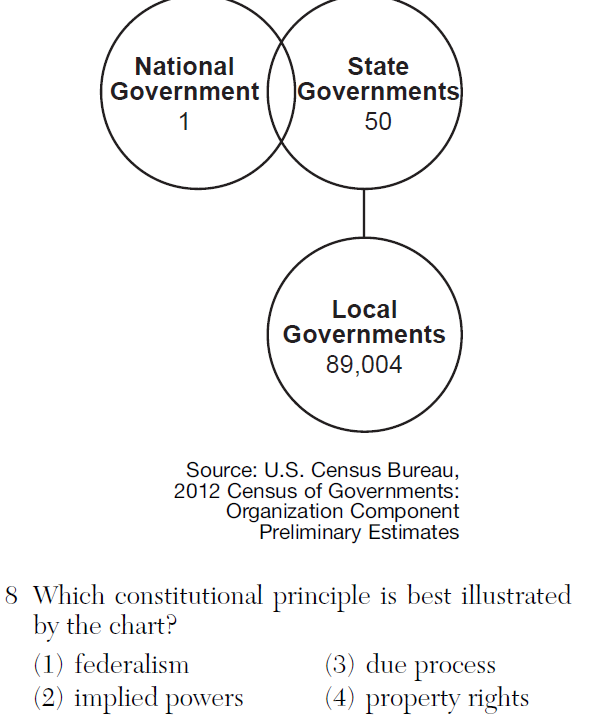 National
Government
1
State
Governments
50
Local
Governments
89,004
Source: U.S. Census Bureau,
2012 Census of Governments:
Organization Component
Preliminary Estimates
8 Which constitutional principle is best illustrated
by the chart?
(1) federalism
(2) implied powers
(3) due process
(4) property rights